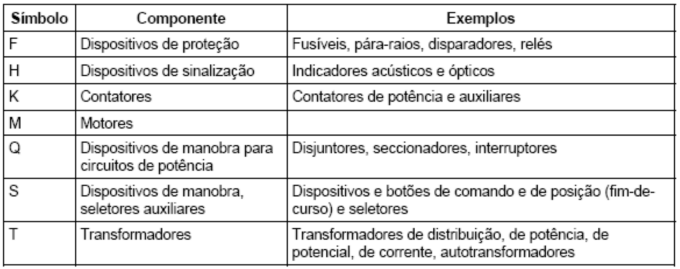 Símbolo Componente Exemplos
F Dispositivos de proteção Fusíveis, pára-raios, disparadores, relés
H Dispositivos de sinalização Indicadores acústicos e ópticos
K Contatores Contatores de potência e auxiliares
M Motores
Q Dispositivos de manobra para Disjuntores, seccionadores, interruptores
circuitos de potência
S Dispositivos de manobra, Dispositivos e botões de comando e de posição (fim-de-
seletores auxiliares curso) e seletores
T Transformadores Transformadores de distribuição, de potência, de
potencial, de corrente, autotransformadores